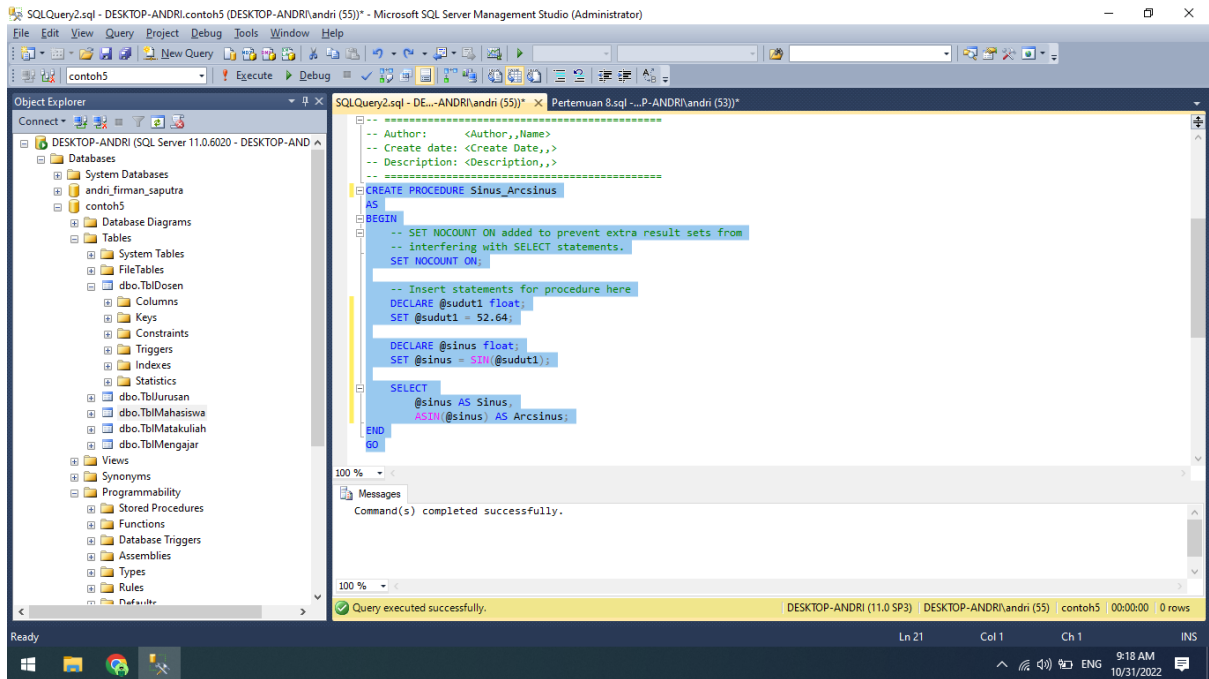 SQLQuery2.sql - DESKTOP-ANDRI.contoh5 (DESKTOP-ANDRI\andri (55))* - Microsoft SQL Server Management Studio (Administrator)
File Edit View Query Project Debug Tools Window Help
New Query
contoh5 Execute Debug
Object Explorer
Connect
DESKTOP-ANDRI (SQL Server 11.0.6020 - DESKTOP-AND
Databases
System Databases
andri_firman_saputra
contoh5
Database Diagrams
Tables
System Tables
FileTables
dbo.TblDosen
Columns
Keys
Constraints
Triggers
Indexes
Statistics
dbo.TblJurusan
dbo.TblMahasiswa
dbo.TblMatakuliah
dbo.TblMengajar
Views
Synonyms
Programmability
Stored Procedures
Functions
Database Triggers
Assemblies
Types
Rules
Defaults
SQLQuery2.sql - DE...-ANDRI\andri (55))* Pertemuan 8.sql -...P-ANDRI\andri (53))*
-- =============================================
-- Author: <Author,,Name>
-- Create date: <Create Date,,>
-- Description: <Description,,>
-- =============================================
CREATE PROCEDURE Sinus_Arcsinus
AS
BEGIN
-- SET NOCOUNT ON added to prevent extra result sets from
-- interfering with SELECT statements.
SET NOCOUNT ON;
-- Insert statements for procedure here
DECLARE @sudut1 float;
SET @sudut1 = 52.64;
DECLARE @sinus float;
SET @sinus = SIN(@sudut1);
SELECT
@sinus AS Sinus,
ASIN(@sinus) AS Arcsinus;
END
GO
100 %
Messages
Command(s) completed successfully.
100 %
Query executed successfully. DESKTOP-ANDRI (11.0 SP3) DESKTOP-ANDRI\andri (55) contoh5 00:00:00 0 rows
Ready Ln 21 Col 1 Ch 1 INS
ENG 9:18 AM
10/31/2022